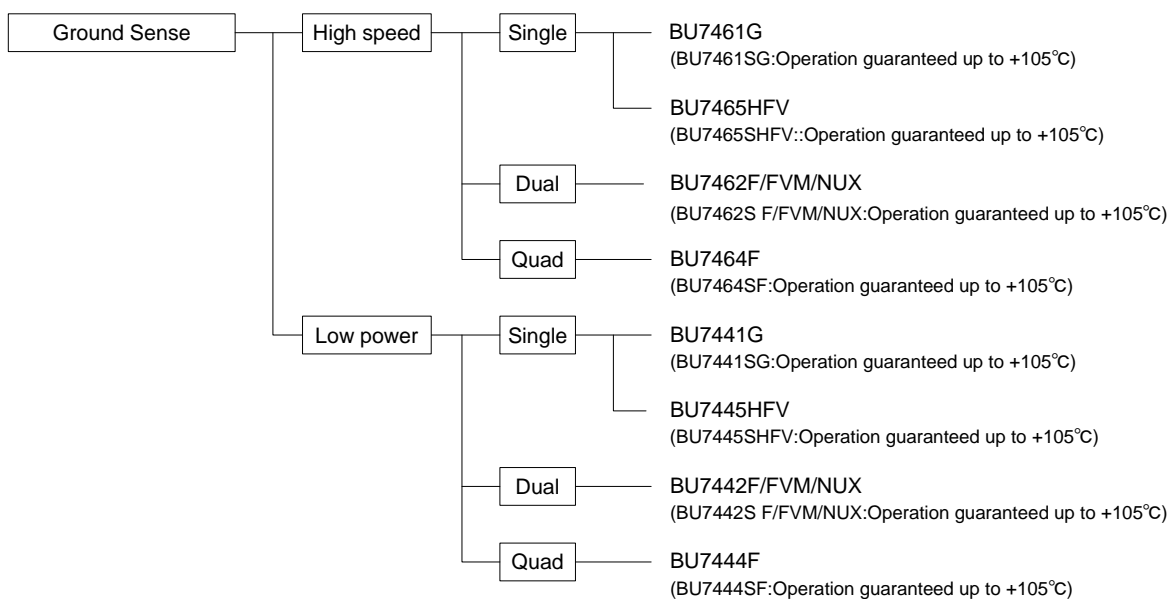 Ground Sense
High speed
Single
BU7461G
(BU7461SG:Operation guaranteed up to +105℃)
BU7465HFV
(BU7465SHFV::Operation guaranteed up to +105℃)
Dual
BU7462F/FVM/NUX
(BU7462S F/FVM/NUX:Operation guaranteed up to +105℃)
Quad
BU7464F
(BU7464SF:Operation guaranteed up to +105℃)
Low power
Single
BU7441G
(BU7441SG:Operation guaranteed up to +105℃)
BU7445HFV
(BU7445SHFV:Operation guaranteed up to +105℃)
Dual
BU7442F/FVM/NUX
(BU7442S F/FVM/NUX:Operation guaranteed up to +105℃)
Quad
BU7444F
(BU7444SF:Operation guaranteed up to +105℃)